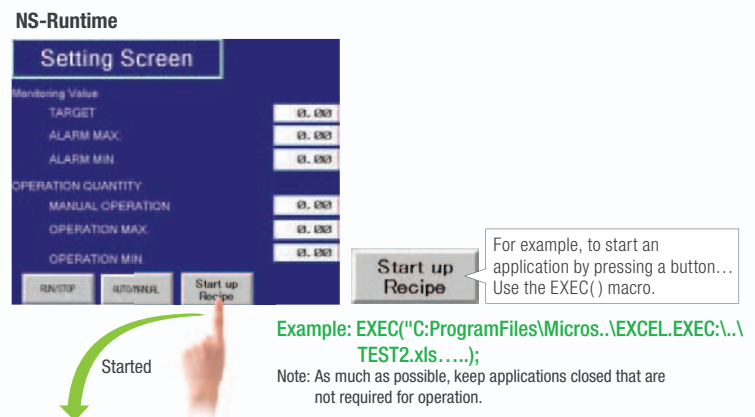 NS-Runtime
Setting Screen
Monitoring Value
TARGET 0.00
ALARM MAX. 0.00
ALARM MIN 0.00
OPERATION QUANTITY
MANUAL OPERATION 0.00
OPERATION MAX. 0.00
OPERATION MIN. 0.00
RUN/STOP AUTO/MANUAL Start up
Recipe
Start up
Recipe
For example, to start an
application by pressing a button…
Use the EXEC( ) macro.
Started
Example: EXEC("C:ProgramFiles\Micros..\EXCEL.EXEC:\..\
TEST2.xls…..);
Note: As much as possible, keep applications closed that are
not required for operation.